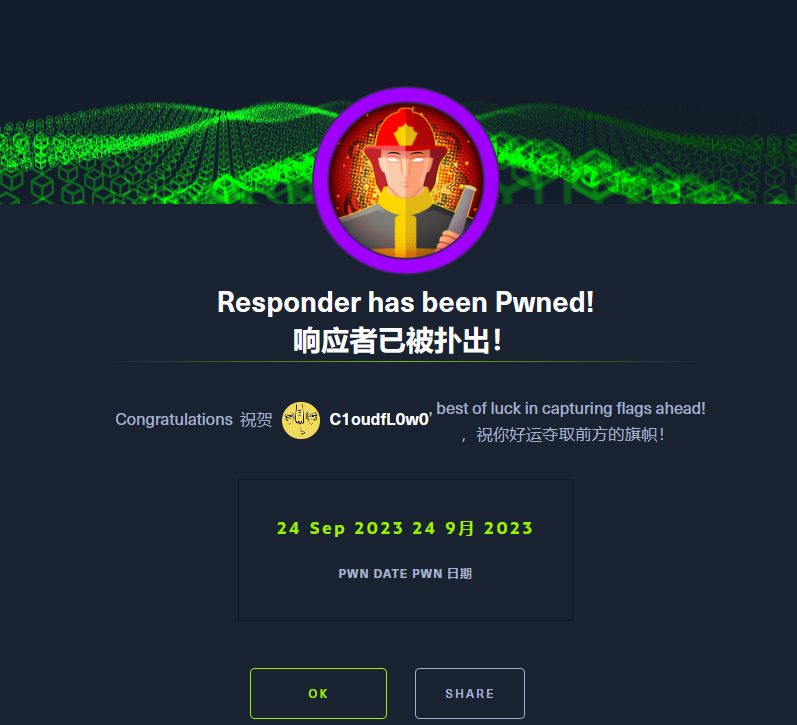 Responder has been Pwned!
响应者已被扑出！
Congratulations 祝贺 C1oudfL0w0, best of luck in capturing flags ahead!
，祝你好运夺取前方的旗帜！
24 Sep 2023 24 9月 2023
PWN DATE PWN 日期
OK
SHARE